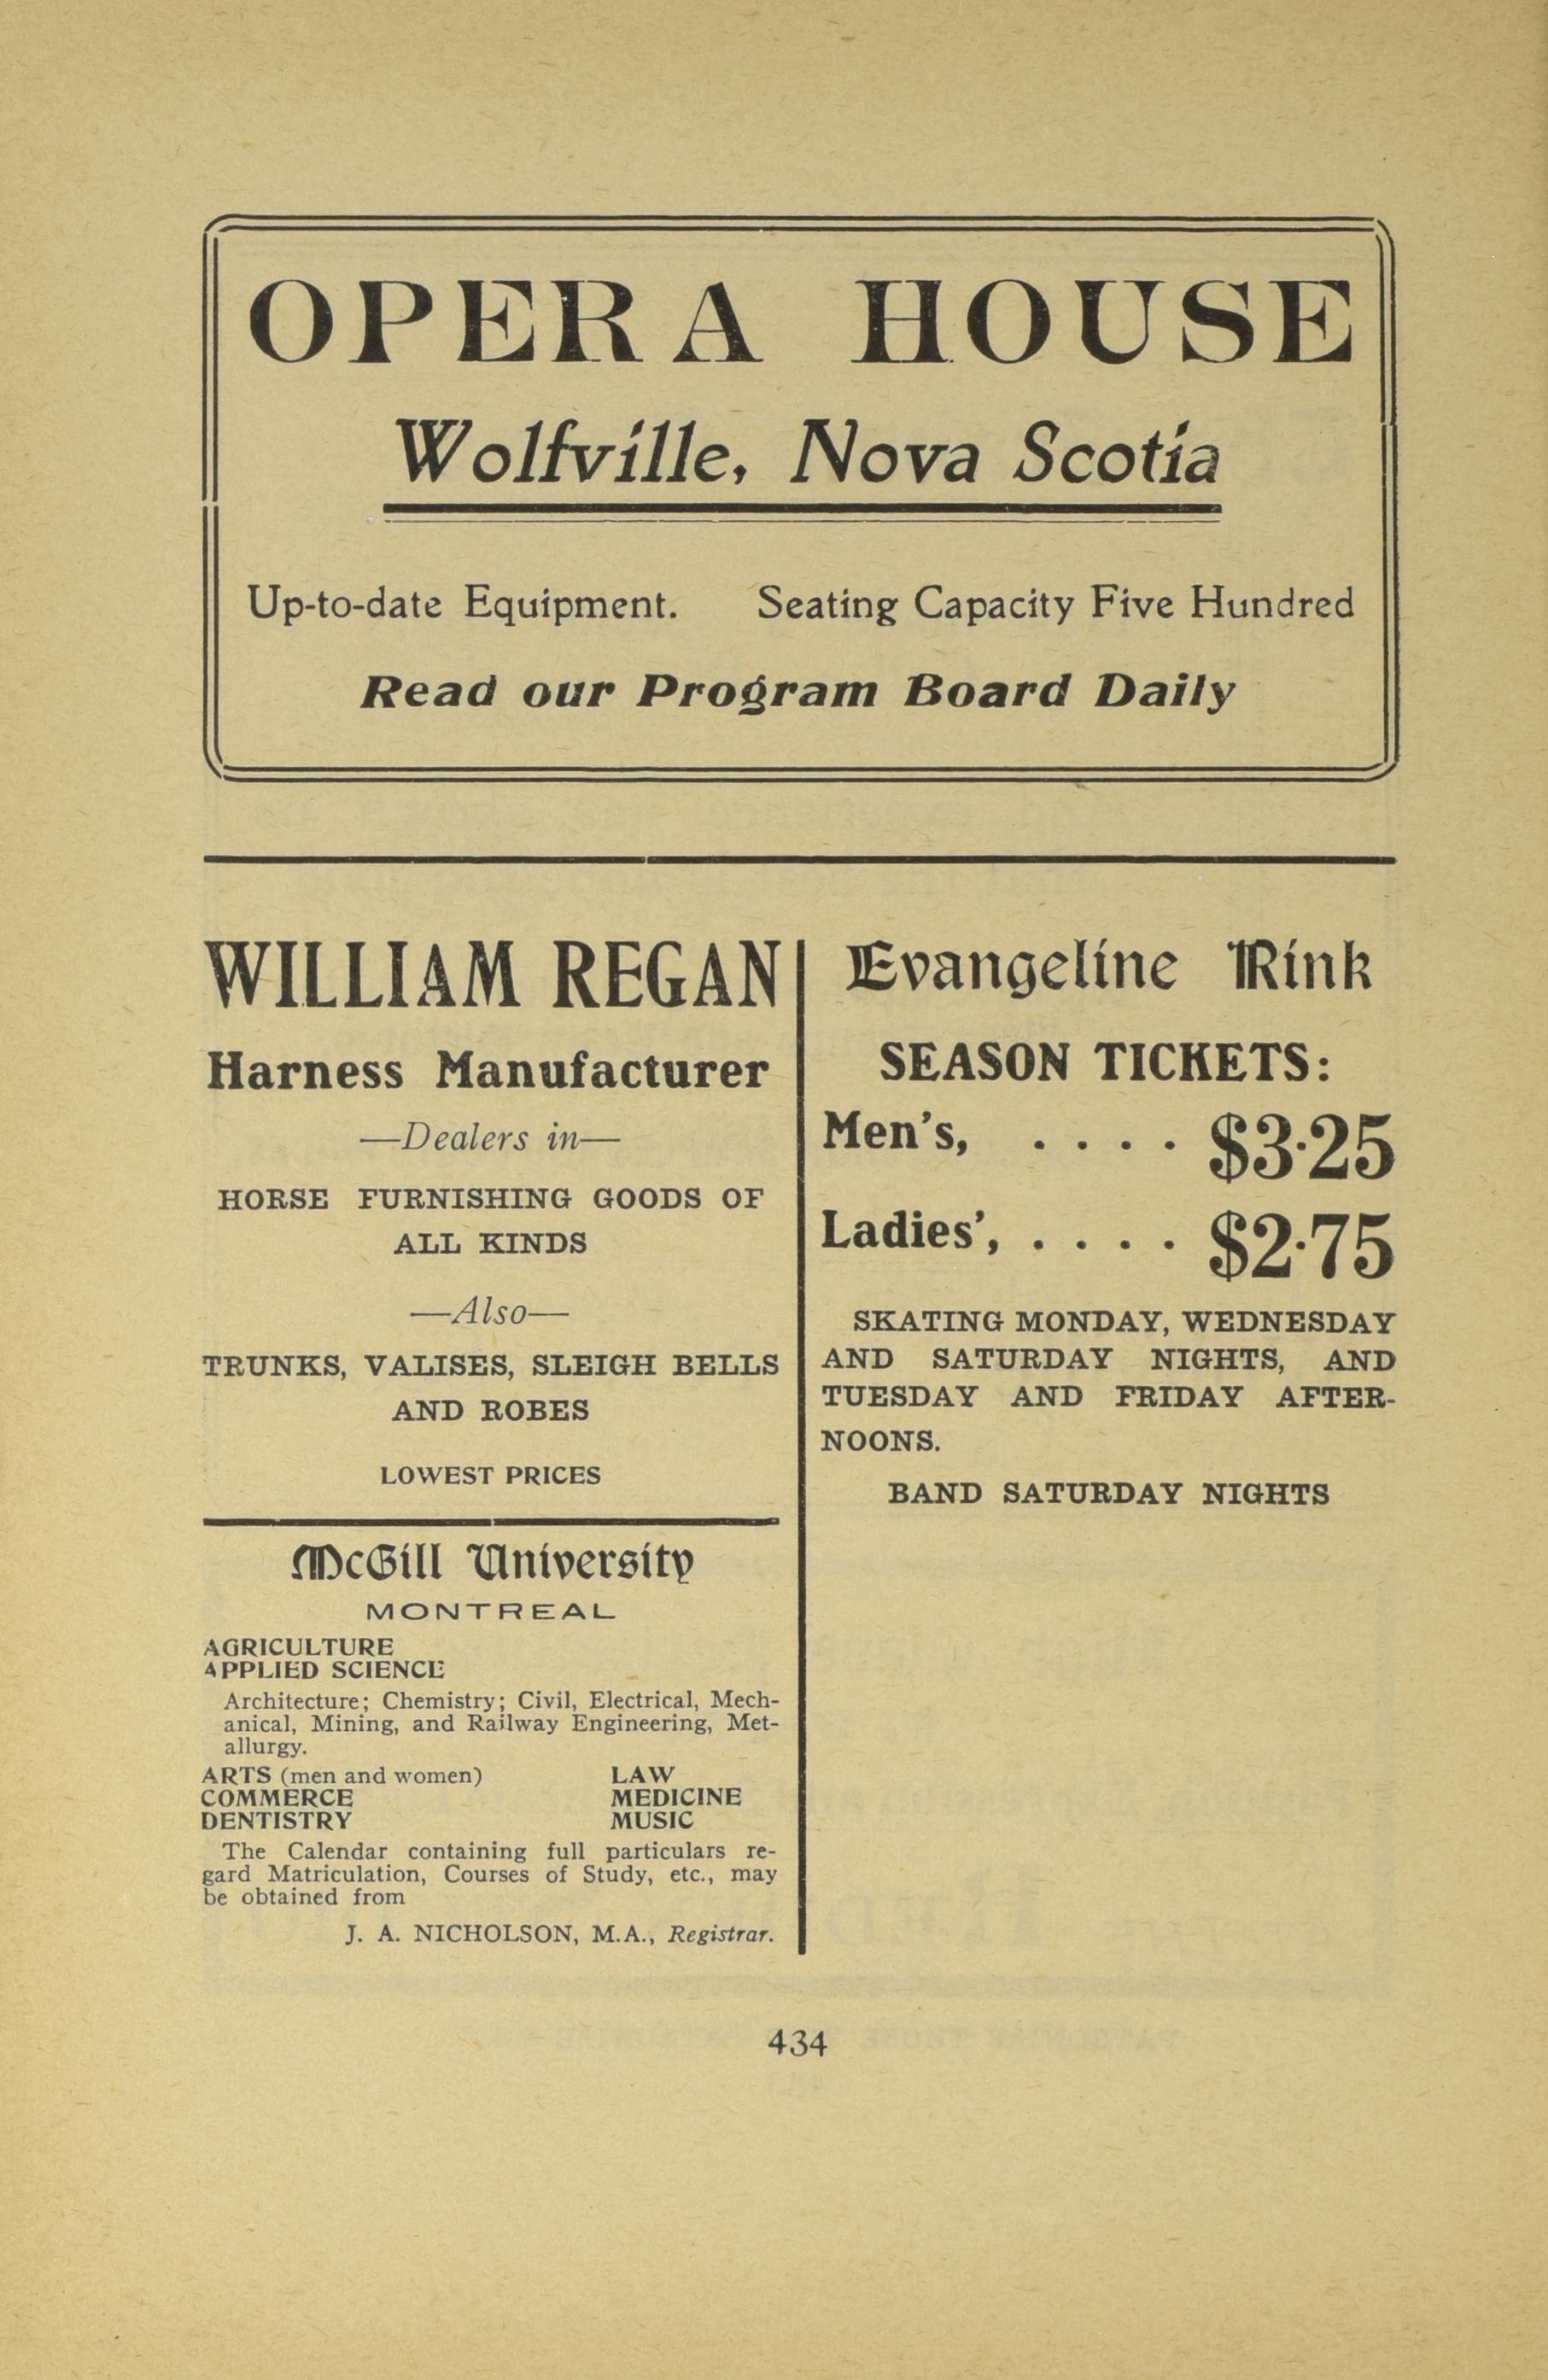 OPERA HOUSE
Wolfville, Nova Scotia
Up-to-date Equipment. Seating Capacity Five Hundred
Read our Program Board Daily
WILLIAM REGAN
Harness Manufacturer
—Dealers in—
HORSE FURNISHING GOODS OF
ALL KINDS
—Also—
TRUNKS, VALISES, SLEIGH BELLS
AND ROBES
LOWEST PRICES
McGill University
MONTREAL
AGRICULTURE
APPLIED SCIENCE
Architecture; Chemistry; Civil, Electrical, Mech-
anical, Mining, and Railway Engineering, Met-
allurgy.
ARTS (men and women) LAW
COMMERCE MEDICINE
DENTISTRY MUSIC
The Calendar containing full particulars re-
gard Matriculation, Courses of Study, etc., may
be obtained from
J. A. NICHOLSON, M.A., Registrar.
Evangeline Rink
SEASON TICKETS:
Men's, . . . . $3.25
Ladies', . . . . $2.75
SKATING MONDAY, WEDNESDAY
AND SATURDAY NIGHTS, AND
TUESDAY AND FRIDAY AFTER-
NOONS.
BAND SATURDAY NIGHTS
434